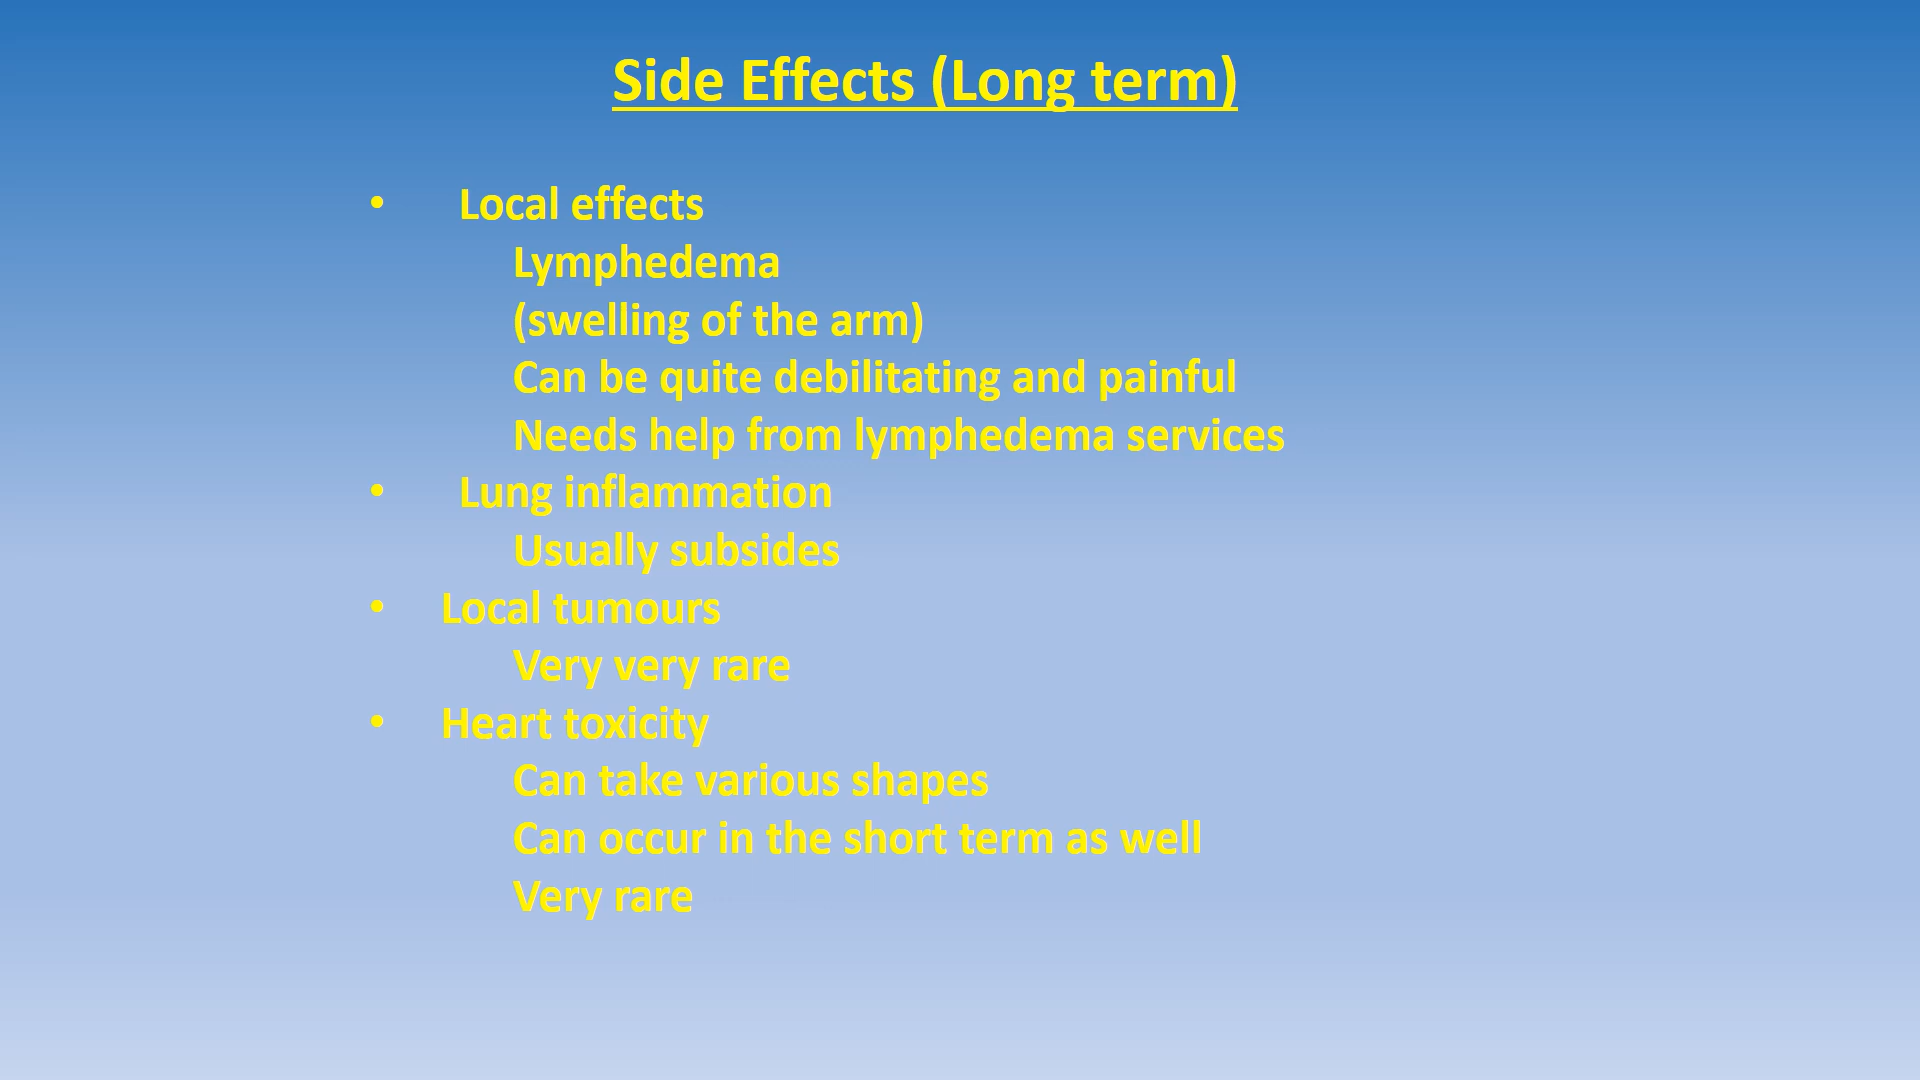 Side Effects (Long term)
• Local effects
Lymphedema
(swelling of the arm)
Can be quite debilitating and painful
Needs help from lymphedema services
• Lung inflammation
Usually subsides
• Local tumours
Very very rare
• Heart toxicity
Can take various shapes
Can occur in the short term as well
Very rare